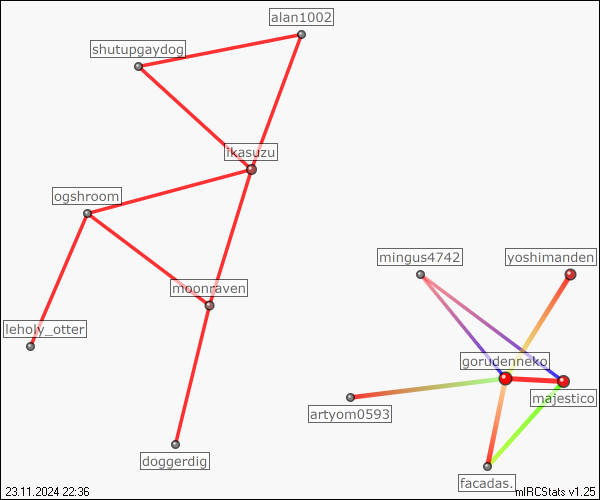 alan1002
shutupgaydog
ikasuzu
ogshroom
mingus4742
yoshimanden
moonraven
leholy_otter
gorudenneko
majestico
artyom0593
doggerdig
facadas.
23.11.2024 22:36
mIRCStats v1.25